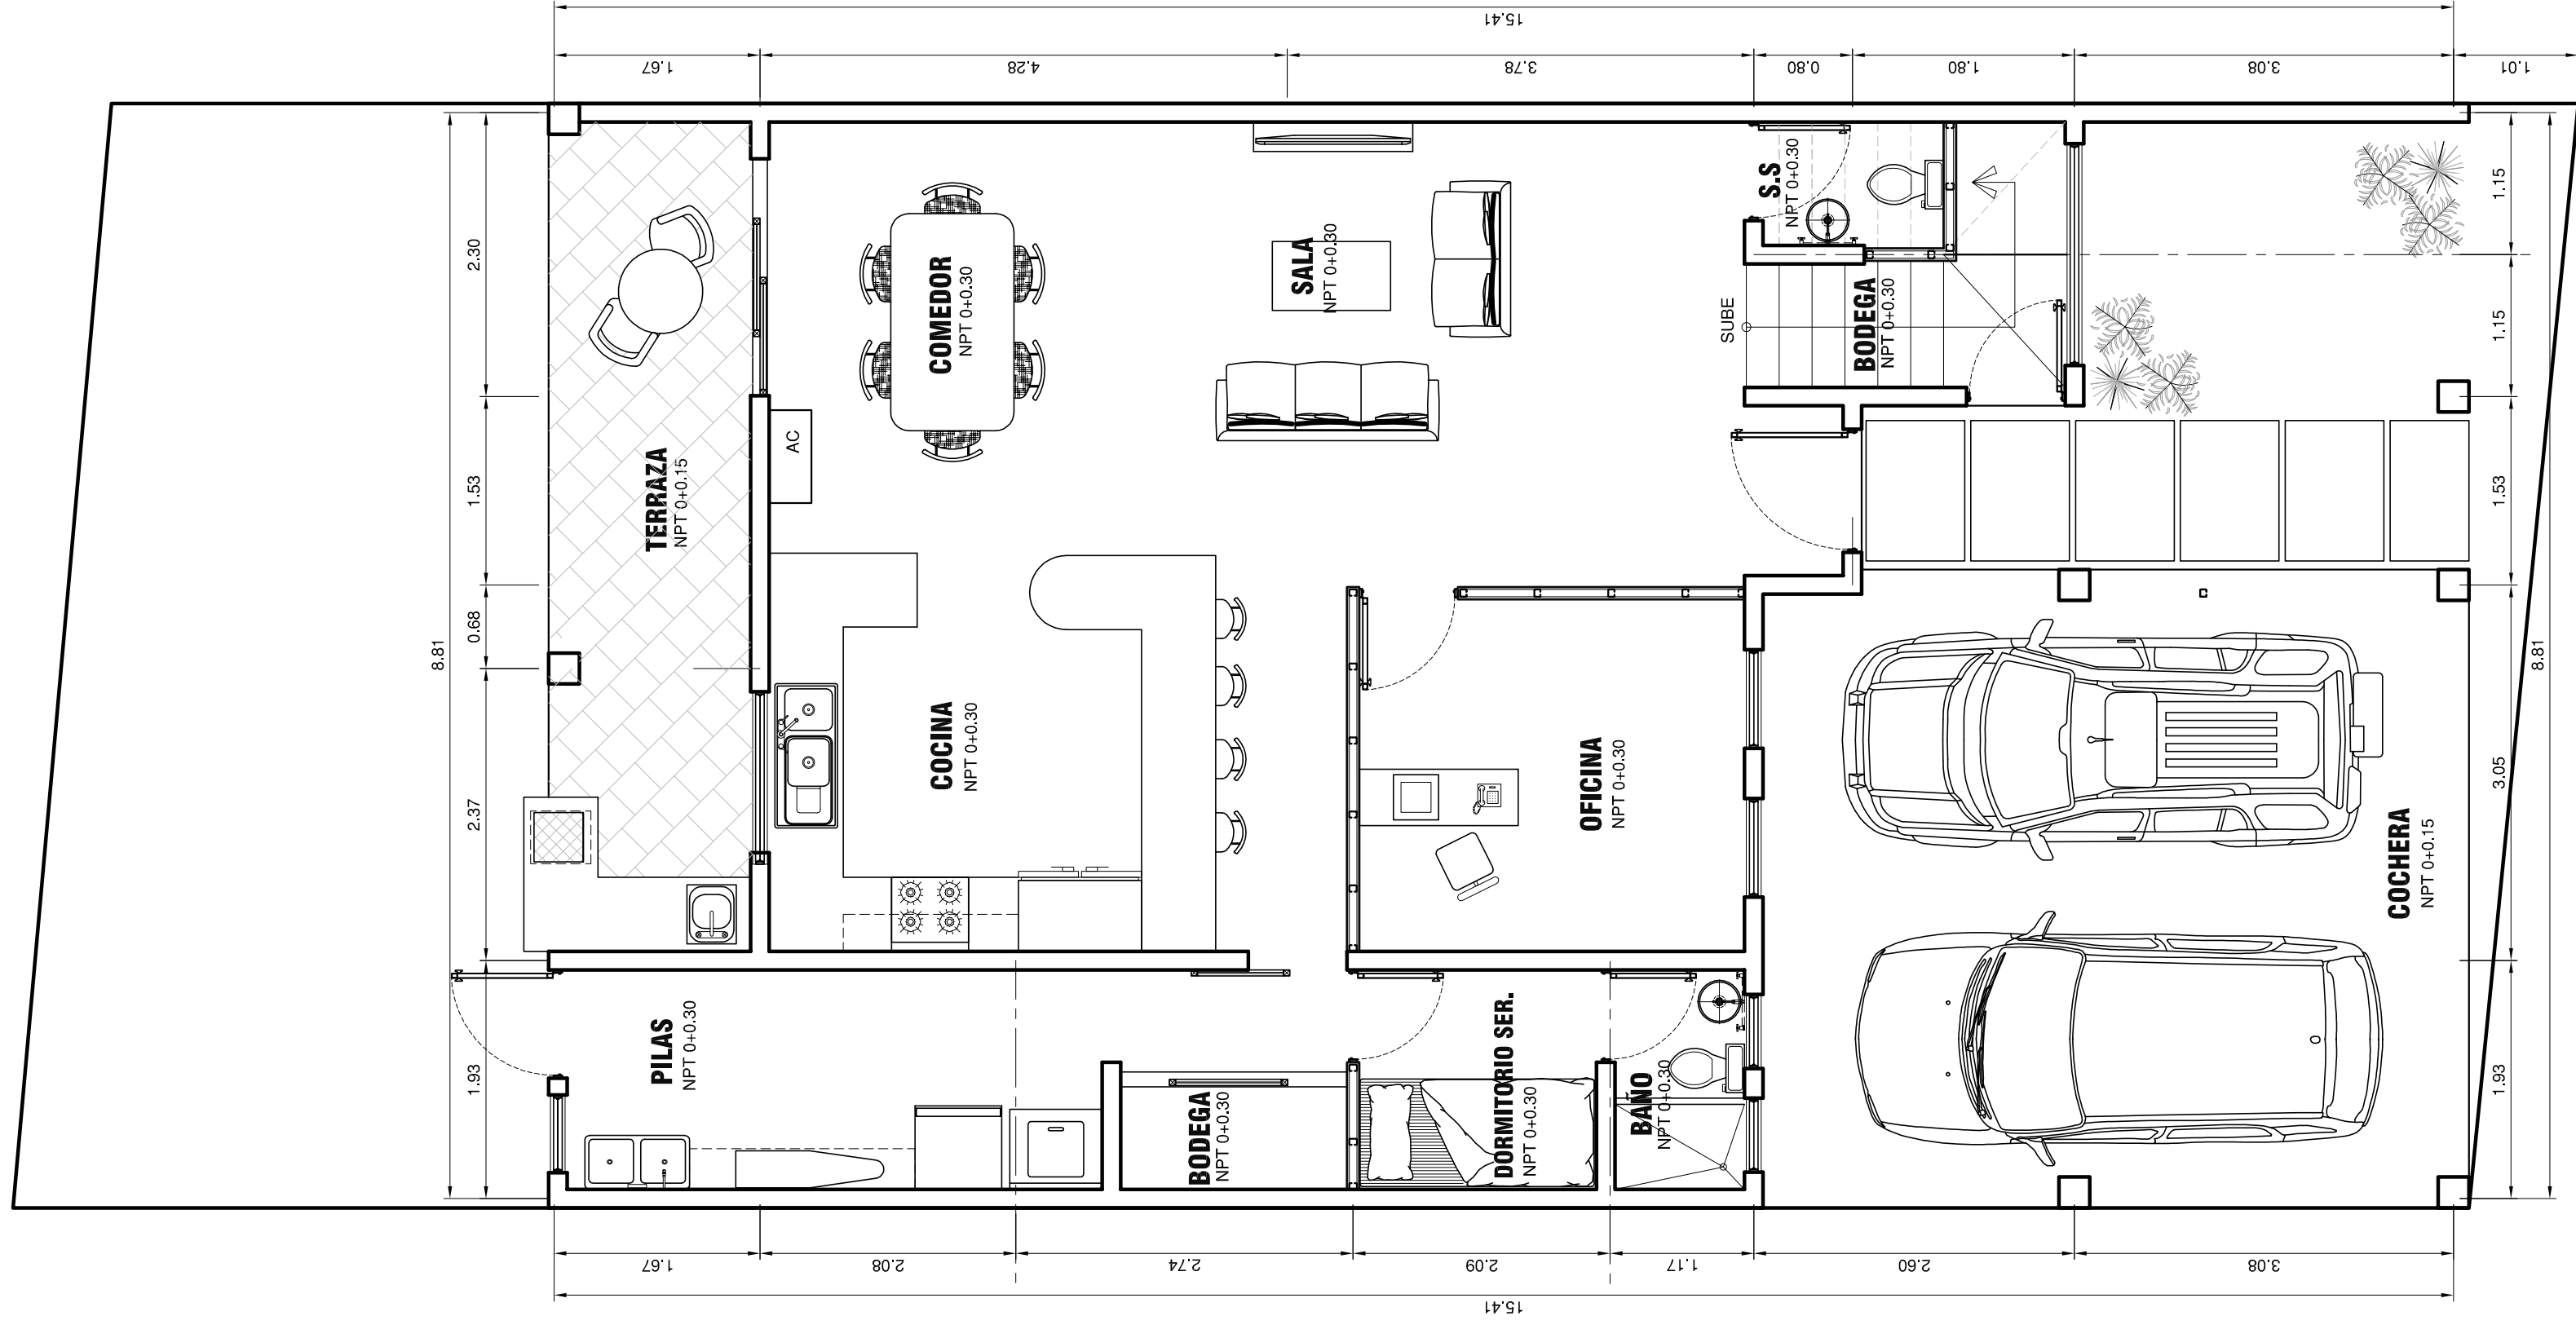 15.41
1.67
4.28
3.78
0.80
1.80
3.08
1.01
8.81
2.30
1.53
0.68
2.37
1.93
TERRAZA
NPT 0+0.15
AC
COMEDOR
NPT 0+0.30
SALA
NPT 0+0.30
S.S
NPT 0+0.30
SUBE
BODEGA
NPT 0+0.30
COCINA
NPT 0+0.30
OFICINA
NPT 0+0.30
COCHERA
NPT 0+0.15
PILAS
NPT 0+0.30
BODEGA
NPT 0+0.30
DORMITORIO SER.
NPT 0+0.30
BAÑO
NPT 0+0.30
1.15
1.15
1.53
3.05
1.93
8.81
1.67
2.08
2.74
2.09
1.17
2.60
3.08
15.41